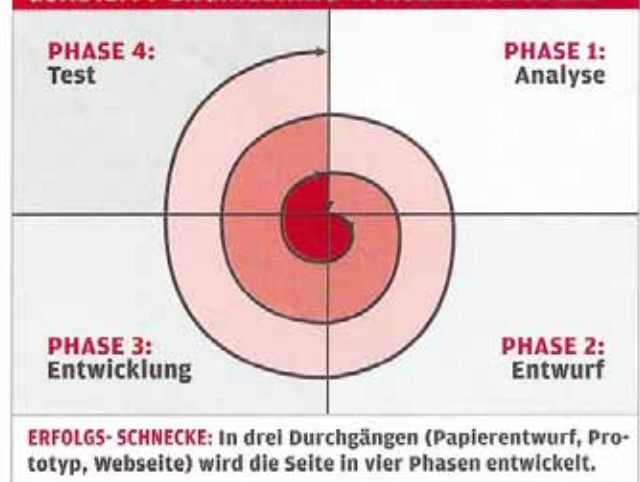 PHASE 4:
Test
PHASE 1:
Analyse
PHASE 3:
Entwicklung
PHASE 2:
Entwurf
ERFOLGS- SCHNECKE: In drei Durchgängen (Papierentwurf, Pro-
totyp, Webseite) wird die Seite in vier Phasen entwickelt.